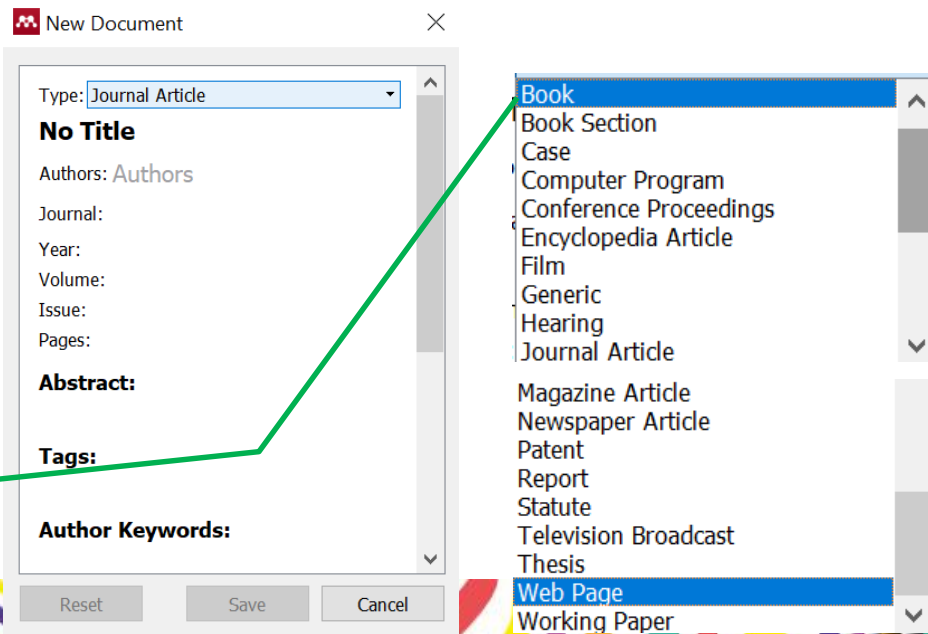 New Document
Type: Journal Article
No Title
Authors: Authors
Journal:
Year:
Volume:
Issue:
Pages:
Abstract:
Tags:
Author Keywords:
Reset Save Cancel
Book
Book Section
Case
Computer Program
Conference Proceedings
Encyclopedia Article
Film
Generic
Hearing
Journal Article
Magazine Article
Newspaper Article
Patent
Report
Statute
Television Broadcast
Thesis
Web Page
Working Paper